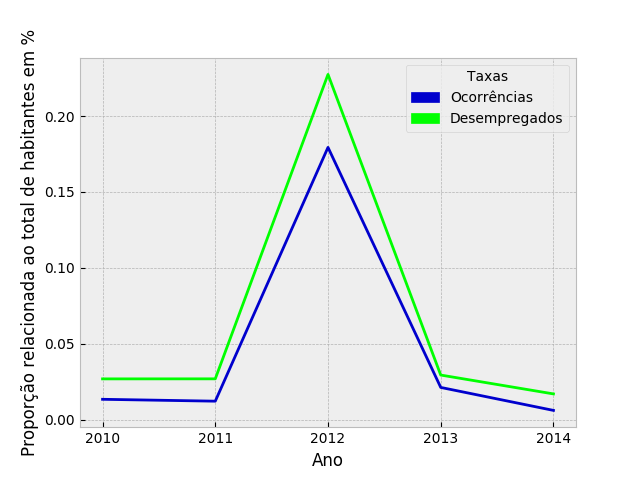 Proporção relacionada ao total de habitantes em %
Taxas
Ocorrências
Desempregados
0.20
0.15
0.10
0.05
0.00
2010 2011 2012 2013 2014
Ano